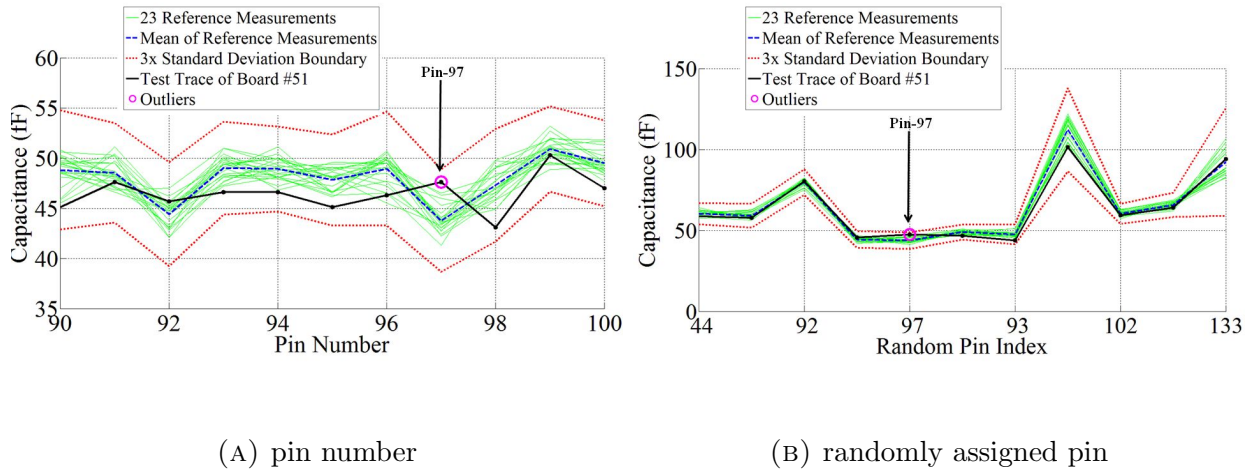 23 Reference Measurements
Mean of Reference Measurements
3x Standard Deviation Boundary
Test Trace of Board #51
Outliers
Pin-97
Capacitance (fF)
60
55
50
45
40
35
90
92
94
96
98
100
Pin Number
(A) pin number
23 Reference Measurements
Mean of Reference Measurements
3x Standard Deviation Boundary
Test Trace of Board #51
Outliers
Pin-97
Capacitance (fF)
150
100
50
0
44
92
97
93
102
133
Random Pin Index
(B) randomly assigned pin